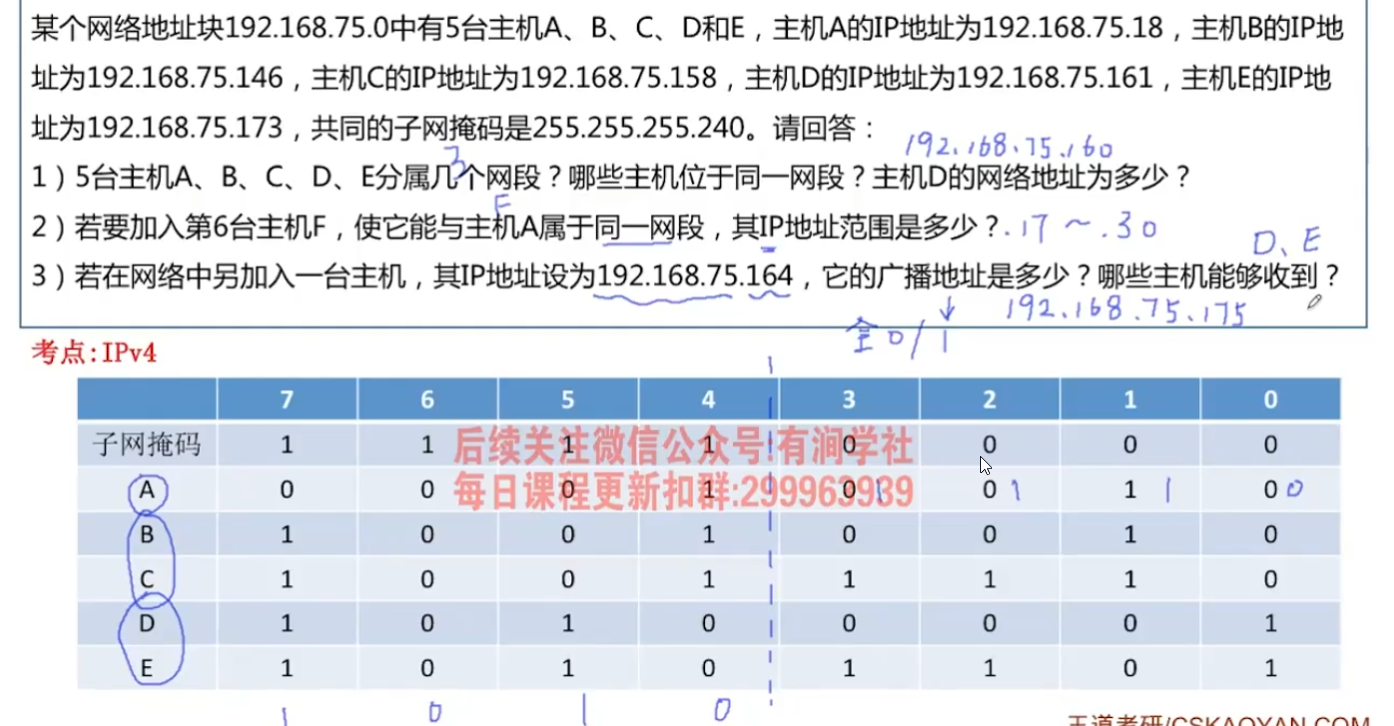 某个网络地址块192.168.75.0中有5台主机A、B、C、D和E，主机A的IP地址为192.168.75.18，主机B的IP地
址为192.168.75.146，主机C的IP地址为192.168.75.158，主机D的IP地址为192.168.75.161，主机E的IP地
址为192.168.75.173，共同的子网掩码是255.255.255.240。请回答：
192.168.75.160
3
1）5台主机A、B、C、D、E分属几个网段？哪些主机位于同一网段？主机D的网络地址为多少？
F
2）若要加入第6台主机F，使它能与主机A属于同一网段，其IP地址范围是多少？.17～.30
D、E
3）若在网络中另加入一台主机，其IP地址设为192.168.75.164，它的广播地址是多少？哪些主机能够收到？
192.168.75.175
全0/1
考点:IPv4
7 6 5 4 3 2 1 0
子网掩码 1 1 1 1 0 0 0 0
后续关注微信公众号:有涧学社
A 0 0 0 1 0 1 0 1 1 1 0 0
每日课程更新扣群:299963939
B 1 0 0 1 0 0 1 0
C 1 0 0 1 1 1 1 0
D 1 0 1 0 0 0 0 1
E 1 0 1 0 1 1 0 1
1 0 1 0
王道考研/CSKAOYAN.COM